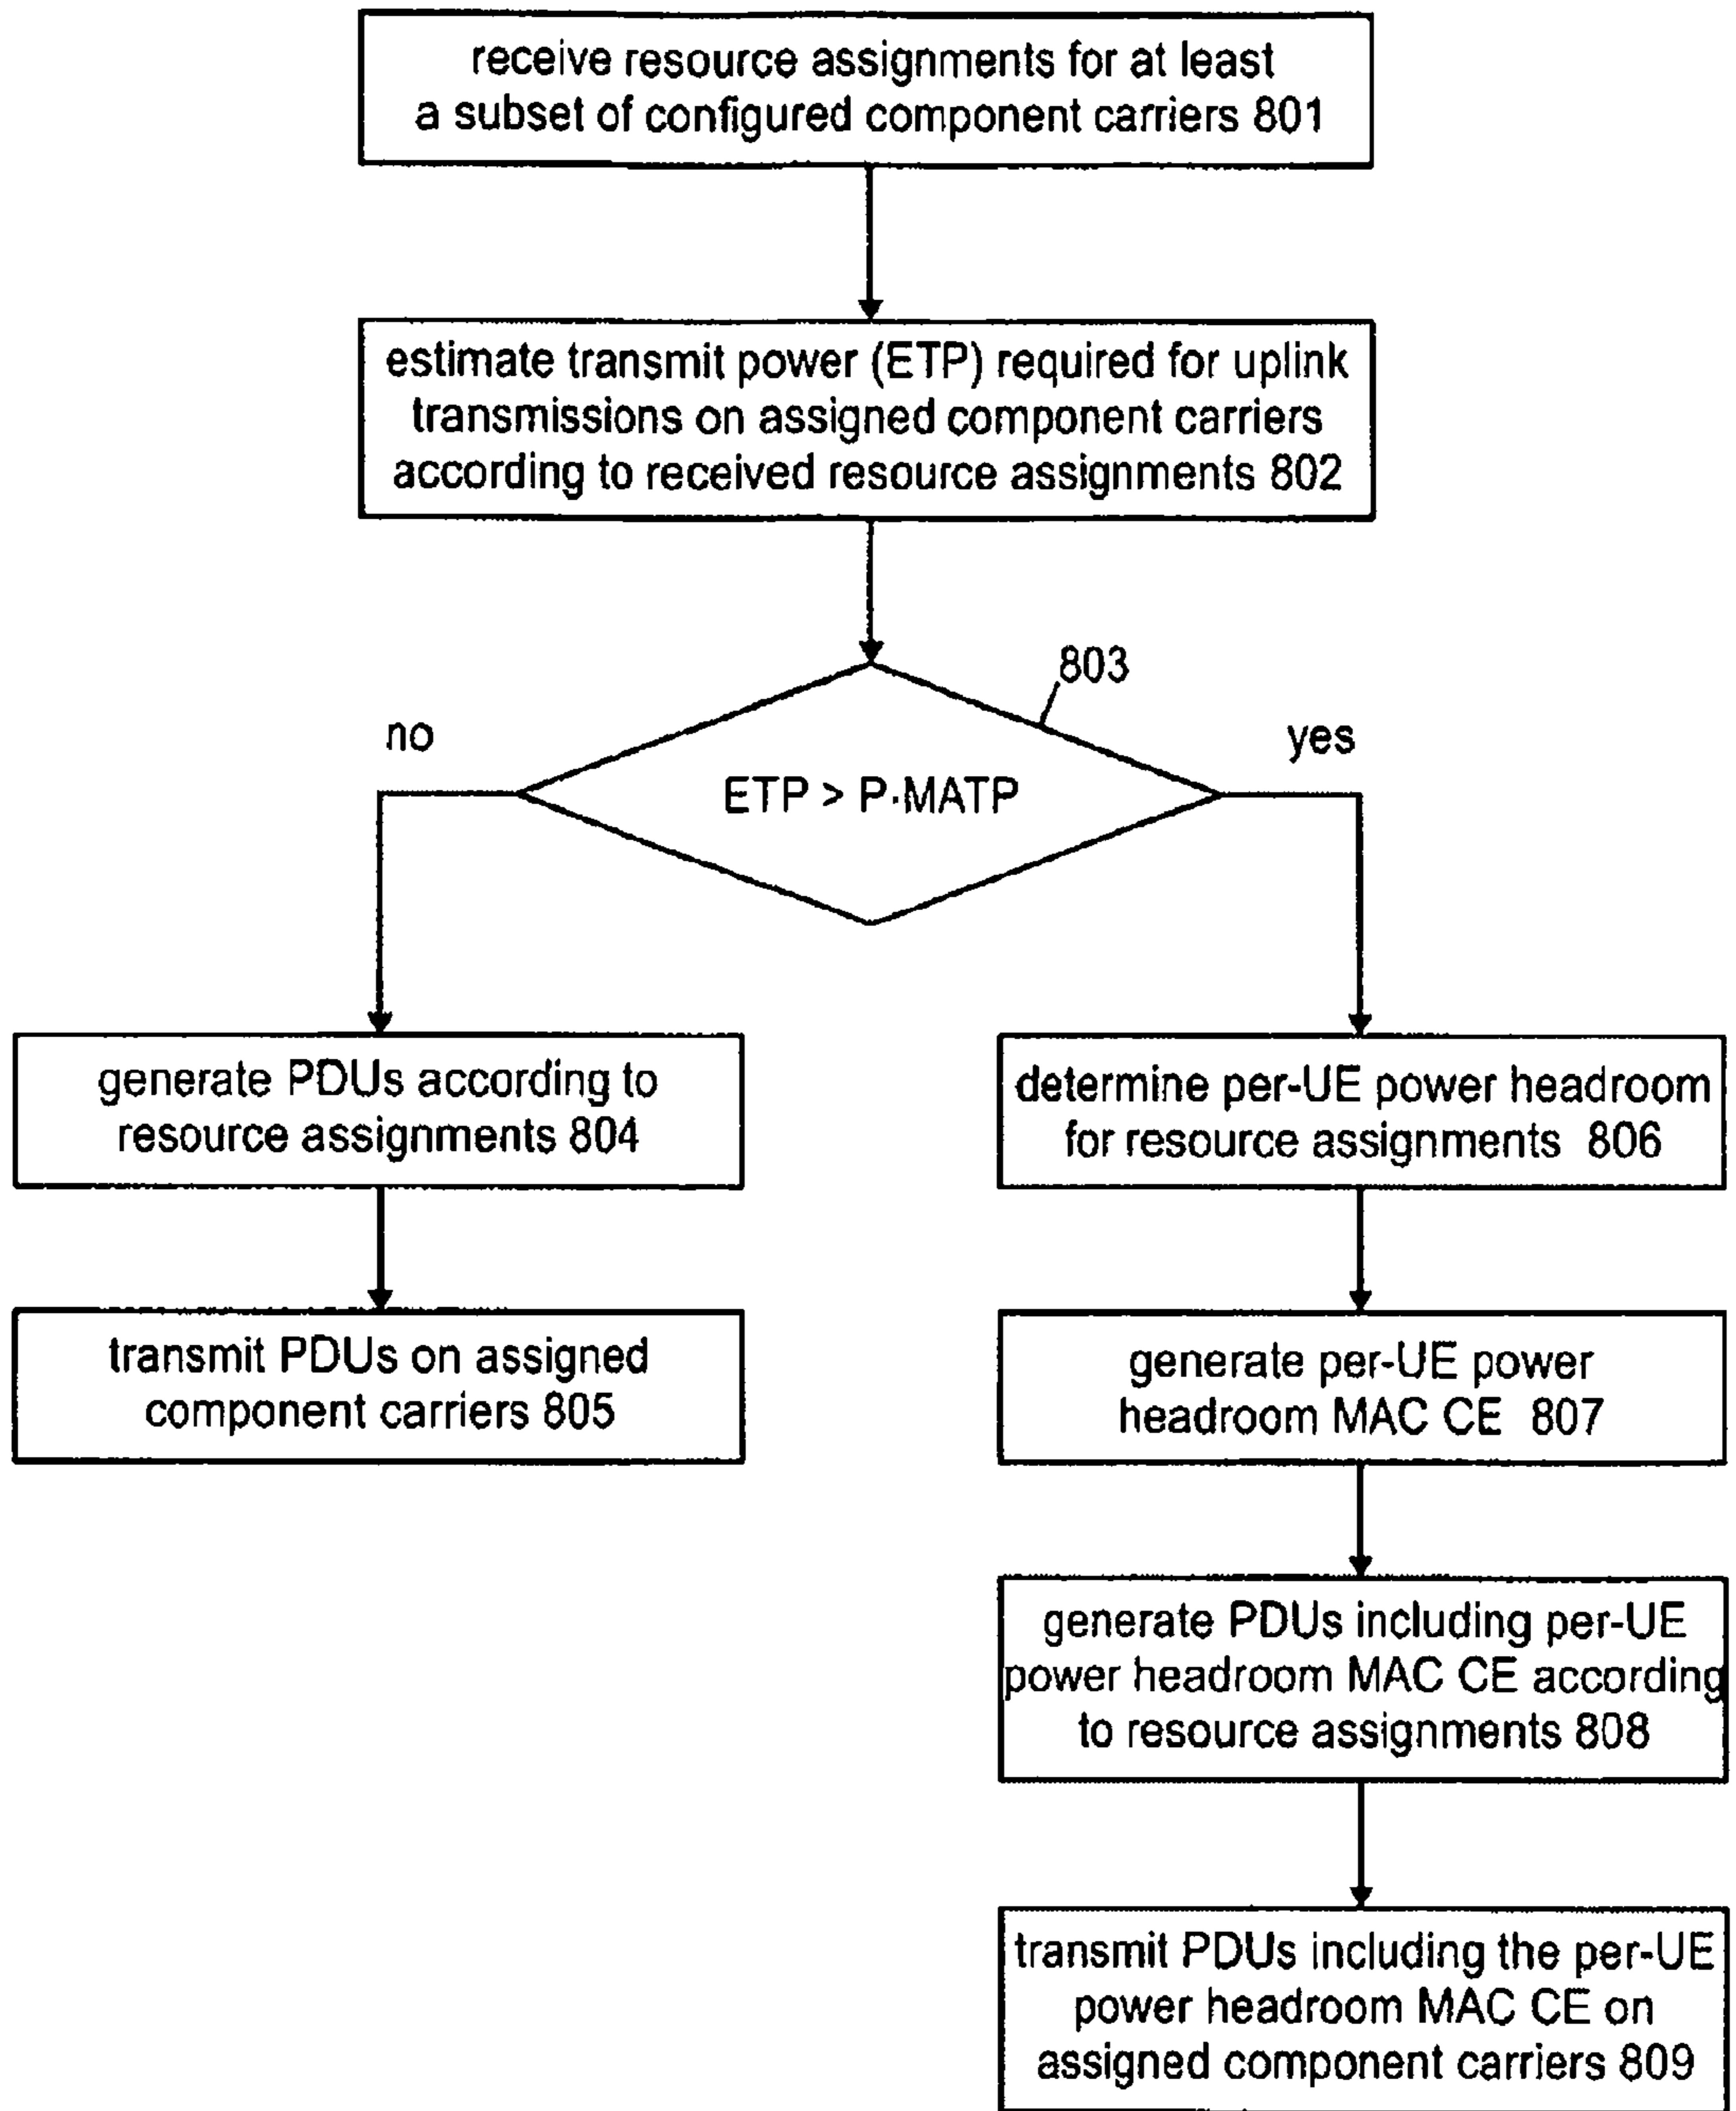 receive resource assignments for at least
a subset of configured component carriers 801
estimate transmit power (ETP) required for uplink
transmissions on assigned component carriers
according to received resource assignments 802
803
no
yes
ETP > P·MATP
generate PDUs according to
resource assignments 804
transmit PDUs on assigned
component carriers 805
determine per-UE power headroom
for resource assignments 806
generate per-UE power
headroom MAC CE 807
generate PDUs including per-UE
power headroom MAC CE according
to resource assignments 808
transmit PDUs including the per-UE
power headroom MAC CE on
assigned component carriers 809